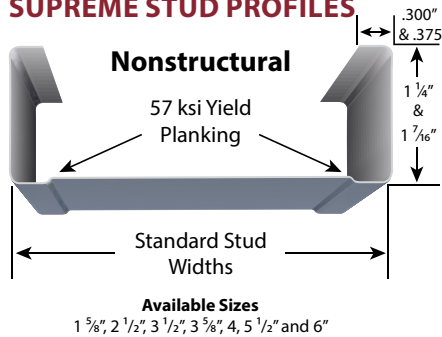 SUPREME STUD PROFILES
.300”
& .375
Nonstructural
57 ksi Yield
Planking
1 ¼”
&
1 ⁷⁄₁₆”
Standard Stud
Widths
Available Sizes
1 ⁵⁄₈”, 2 ¹⁄₂”, 3 ¹⁄₂”, 3 ⁵⁄₈”, 4, 5 ¹⁄₂” and 6”